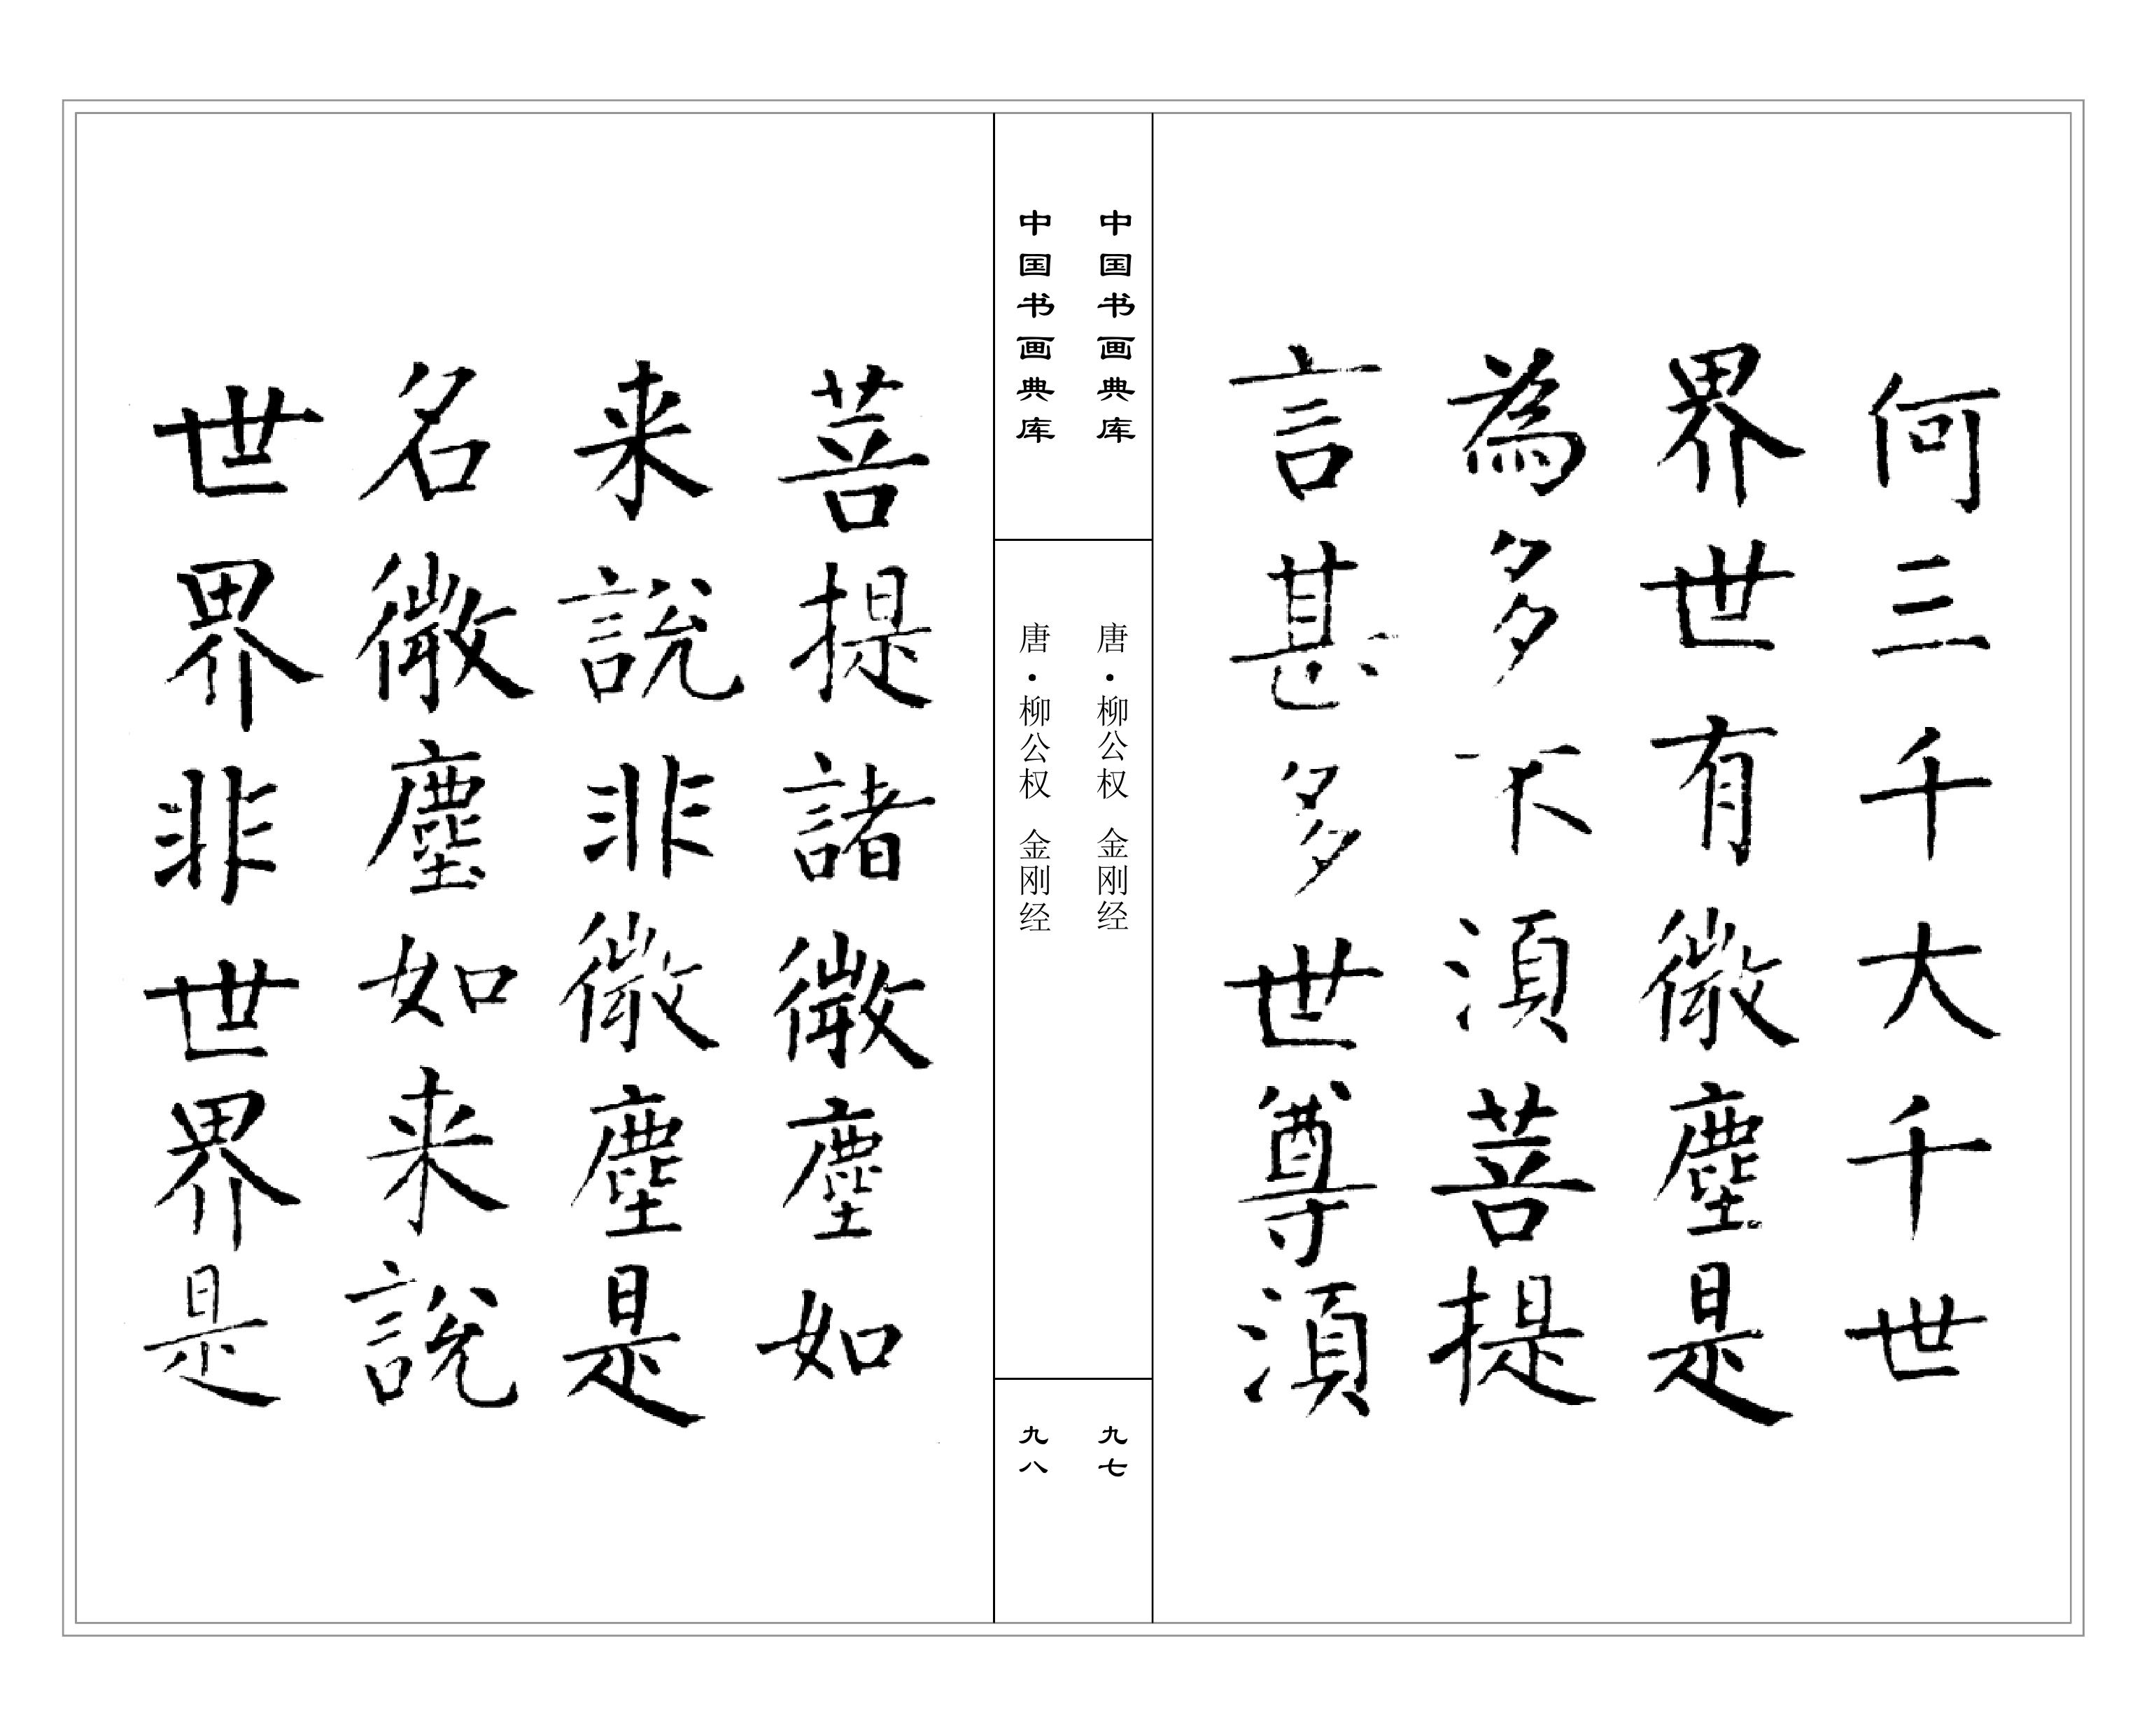 何三千大千世
界世有微塵是
為多不湏菩提
言甚多世尊湏
中国书画典库
唐·柳公权 金刚经
九七
中国书画典库
唐·柳公权 金刚经
九八
菩提諸微塵如
来說非微塵是
名微塵如来說
世界非世界是